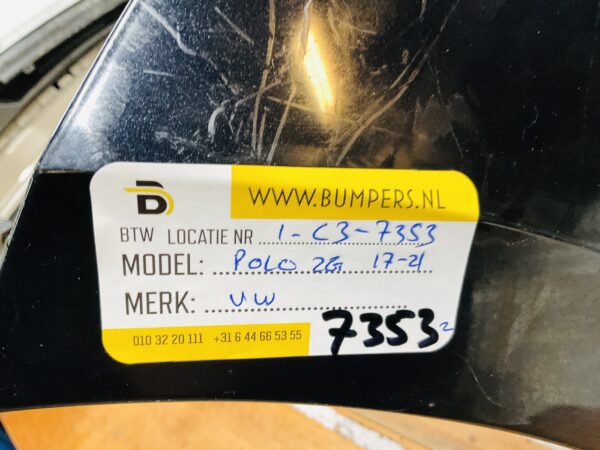 WWW.BUMPERS.NL
BTW LOCATIE NR 1-C3-7353
MODEL: POLO 2G 17-21
MERK: VW
010 32 20 111 +31 6 44 66 53 55
7353 2